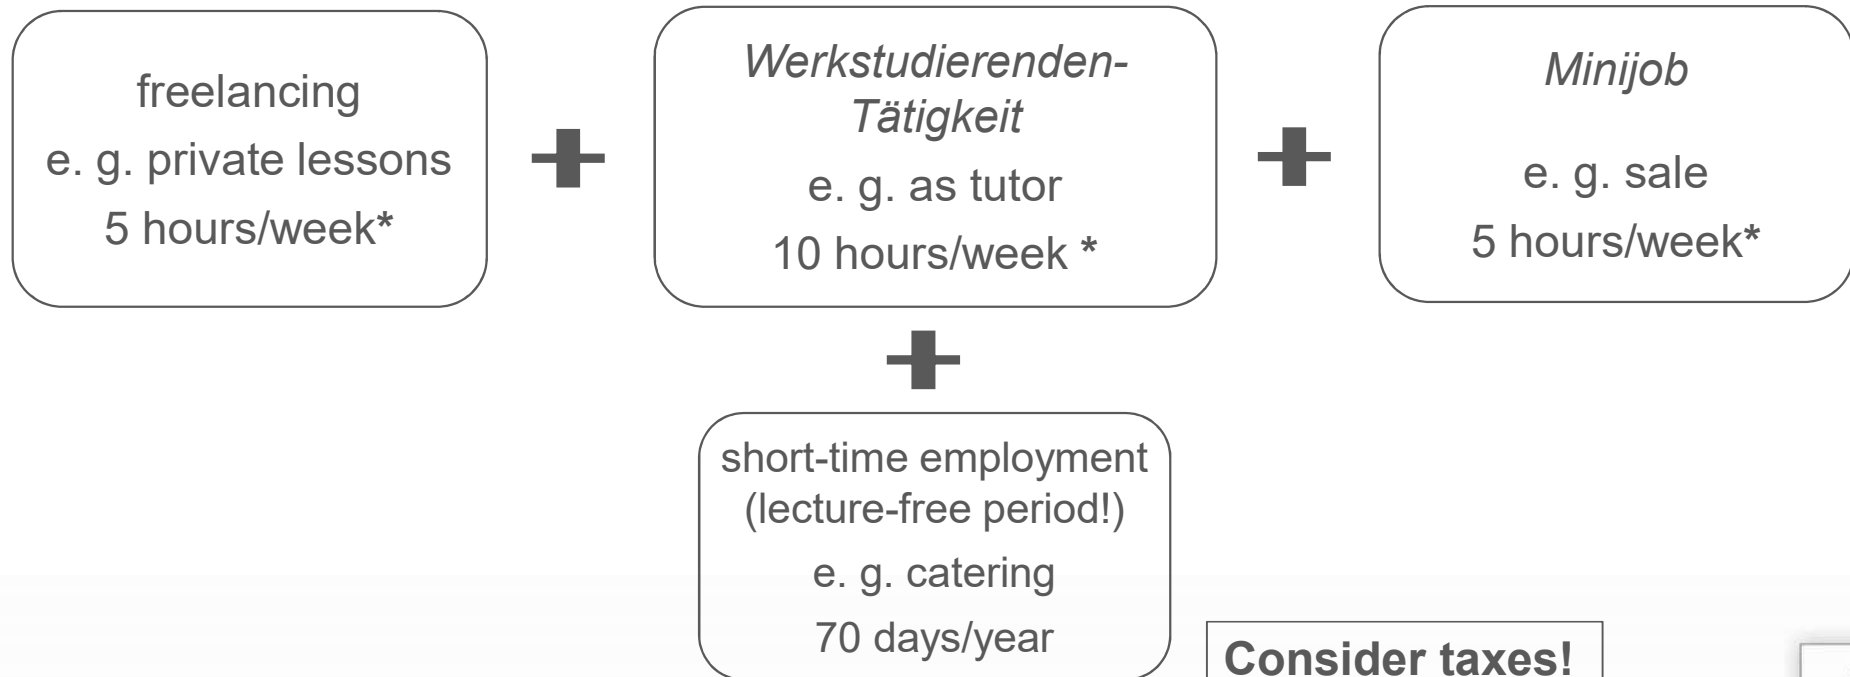 freelancing
e. g. private lessons
5 hours/week*
Werkstudierenden-
Tätigkeit
e. g. as tutor
10 hours/week *
Minijob
e. g. sale
5 hours/week*
short-time employment
(lecture-free period!)
e. g. catering
70 days/year
Consider taxes!